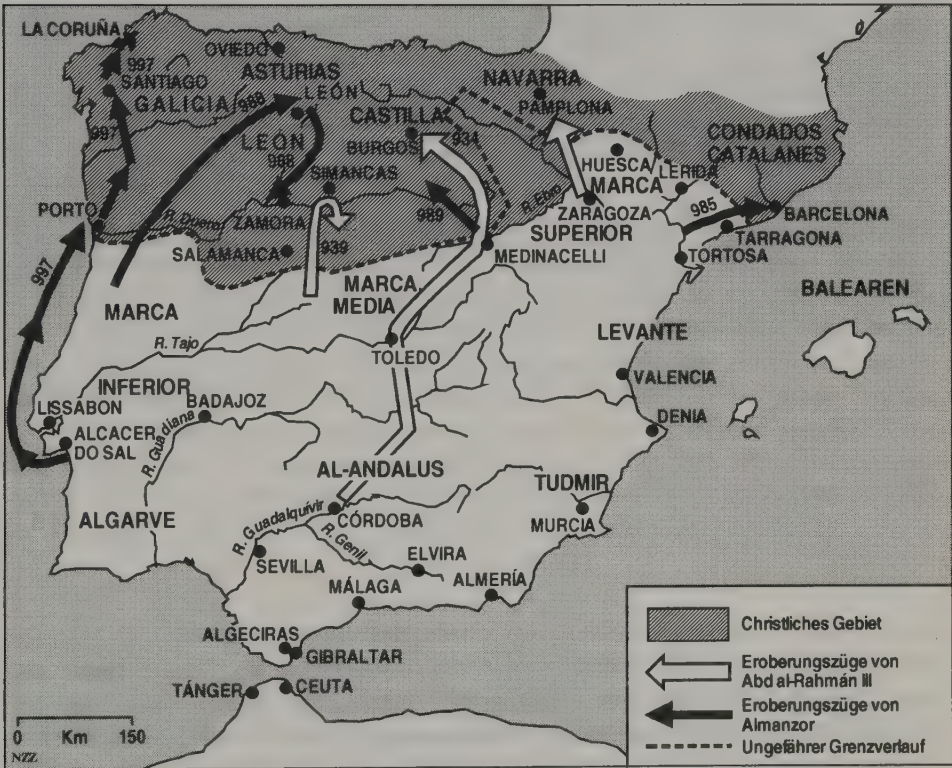 LA CORUÑA
997
SANTIAGO
GALICIA
997
OVIEDO
ASTURIAS
988
LEÓN
LEÓN
988
CASTILLA
BURGOS
934
NAVARRA
PAMPLONA
SIMANCAS
HUESCA
MARCA
LERIDA
CONDADOS
CATALANES
PORTO
R. Duero
ZAMORA
989
R. Ebro
ZARAGOZA
SUPERIOR
985
BARCELONA
TARRAGONA
SALAMANCA
939
MEDINACELLI
TORTOSA
997
MARCA
MARCA
MEDIA
BALEAREN
R. Tajo
TOLEDO
LEVANTE
INFERIOR
VALENCIA
LISSABON
BADAJOZ
DENIA
ALCACER
DO SAL
R. Guadiana
AL-ANDALUS
TUDMIR
ALGARVE
R. Guadalquívir
CÓRDOBA
MURCIA
R. Genil
SEVILLA
ELVIRA
MÁLAGA
ALMERÍA
ALGECIRAS
GIBRALTAR
TÁNGER
CEUTA
0 Km 150
NZZ
Christliches Gebiet
Eroberungszüge von
Abd al-Rahmán III
Eroberungszüge von
Almanzor
Ungefährer Grenzverlauf